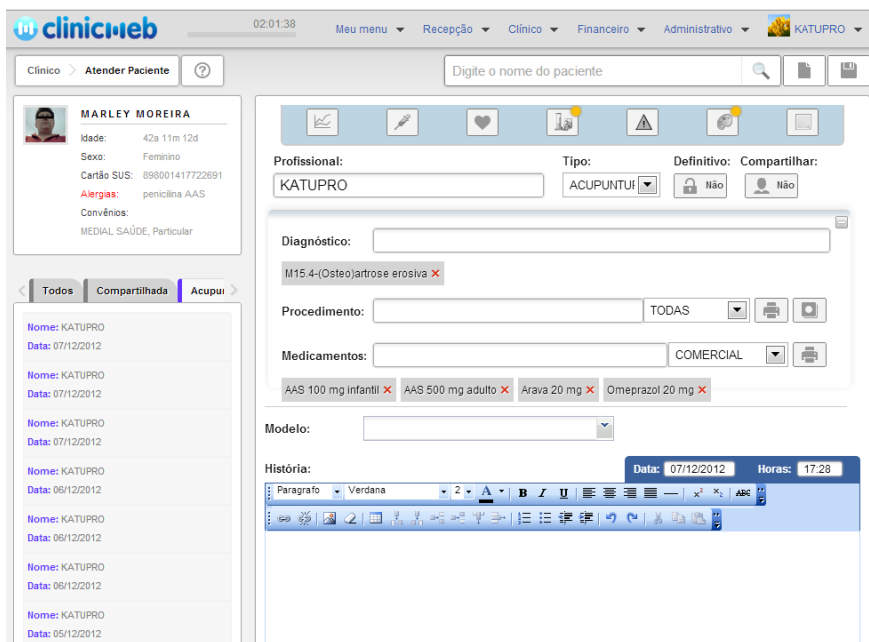 clinicweb
02:01:38
Meu menu Recepção Clínico Financeiro Administrativo KATUPRO
Clínico Atender Paciente ?
Digite o nome do paciente
MARLEY MOREIRA
Idade: 42a 11m 12d
Sexo: Feminino
Cartão SUS: 898001417722691
Alergias: penicilina AAS
Convênios:
MEDIAL SAÚDE, Particular
Todos Compartilhada Acupu
Nome: KATUPRO
Data: 07/12/2012
Nome: KATUPRO
Data: 07/12/2012
Nome: KATUPRO
Data: 07/12/2012
Nome: KATUPRO
Data: 06/12/2012
Nome: KATUPRO
Data: 06/12/2012
Nome: KATUPRO
Data: 06/12/2012
Nome: KATUPRO
Data: 05/12/2012
Profissional: Tipo: Definitivo: Compartilhar:
KATUPRO ACUPUNTUF Não Não
Diagnóstico:
M15.4-(Osteo)artrose erosiva
Procedimento: TODAS
Medicamentos: COMERCIAL
AAS 100 mg infantil AAS 500 mg adulto Arava 20 mg Omeprazol 20 mg
Modelo:
História: Data: 07/12/2012 Horas: 17:28
Paragrafo Verdana 2 A B I U x² x₂ ABC